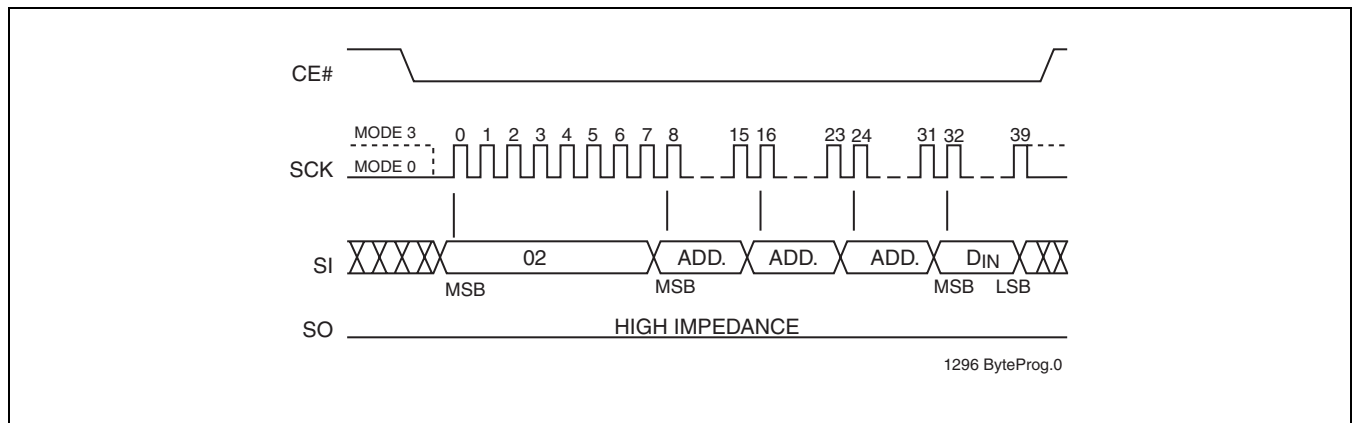 CE#
MODE 3
0 1 2 3 4 5 6 7 8 15 16 23 24 31 32 39
SCK MODE 0
SI 02 ADD. ADD. ADD. DIN
MSB MSB MSB LSB
SO HIGH IMPEDANCE
1296 ByteProg.0